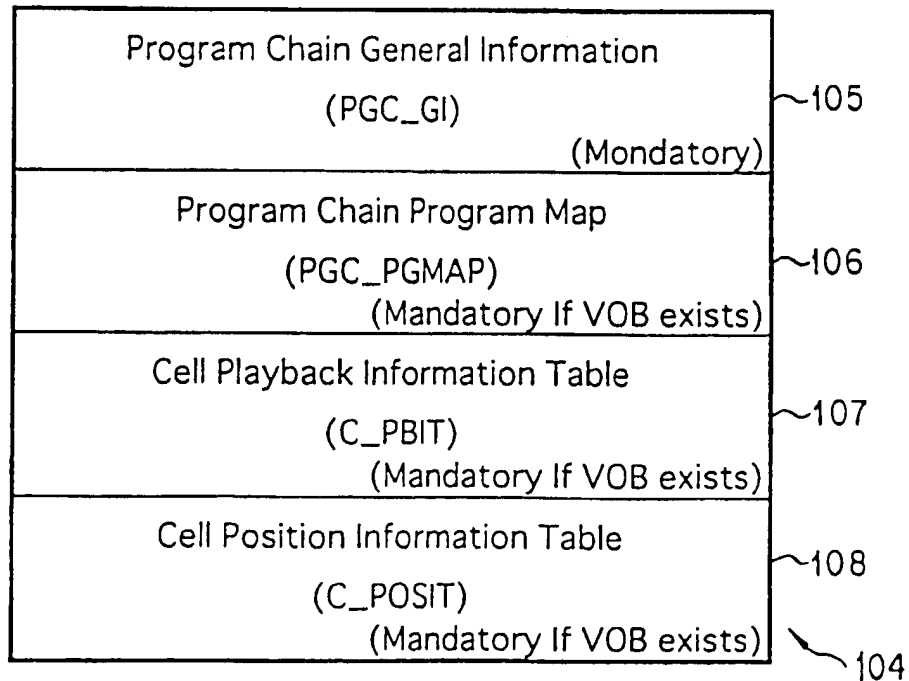 Program Chain General Information
(PGC_GI)
(Mondatory)
105
Program Chain Program Map
(PGC_PGMAP)
(Mandatory If VOB exists)
106
Cell Playback Information Table
(C_PBIT)
(Mandatory If VOB exists)
107
Cell Position Information Table
(C_POSIT)
(Mandatory If VOB exists)
108
104